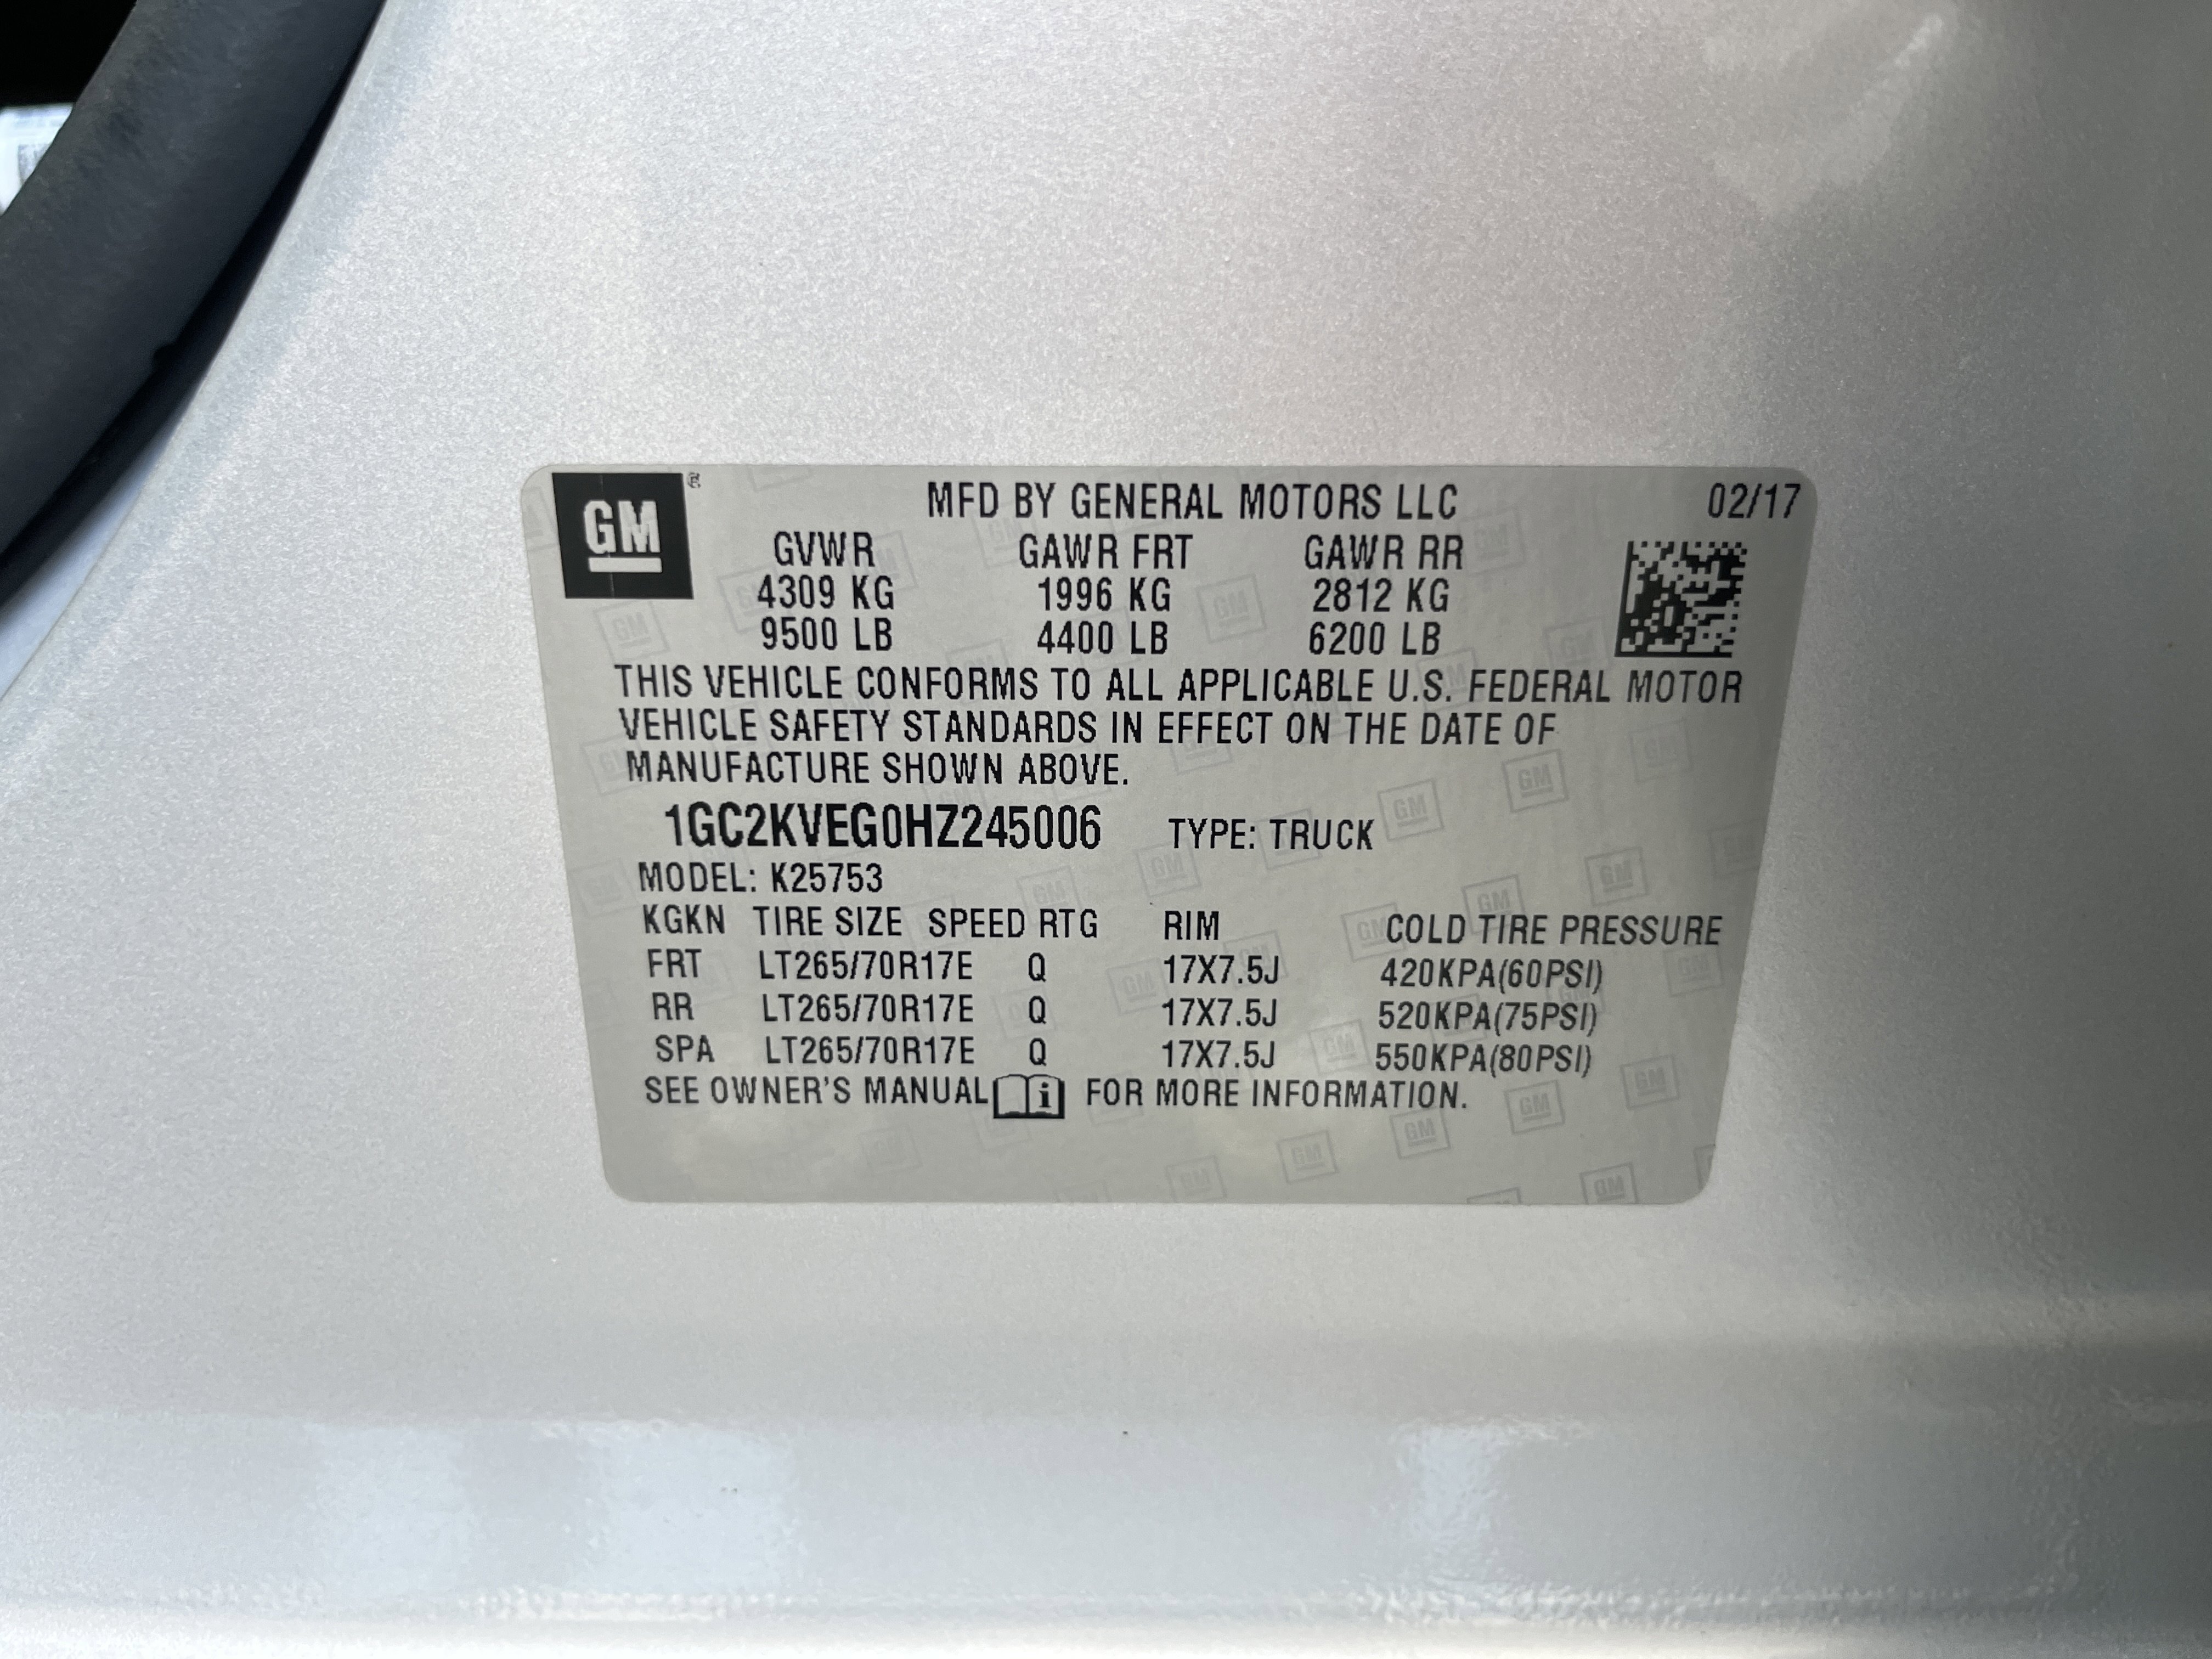 GM ® MFD BY GENERAL MOTORS LLC 02/17
GVWR GAWR FRT GAWR RR
4309 KG 1996 KG 2812 KG
9500 LB 4400 LB 6200 LB
THIS VEHICLE CONFORMS TO ALL APPLICABLE U.S. FEDERAL MOTOR
VEHICLE SAFETY STANDARDS IN EFFECT ON THE DATE OF
MANUFACTURE SHOWN ABOVE.
1GC2KVEG0HZ245006 TYPE: TRUCK
MODEL: K25753
KGKN TIRE SIZE SPEED RTG RIM COLD TIRE PRESSURE
FRT LT265/70R17E Q 17X7.5J 420KPA(60PSI)
RR LT265/70R17E Q 17X7.5J 520KPA(75PSI)
SPA LT265/70R17E Q 17X7.5J 550KPA(80PSI)
SEE OWNER'S MANUAL i FOR MORE INFORMATION.